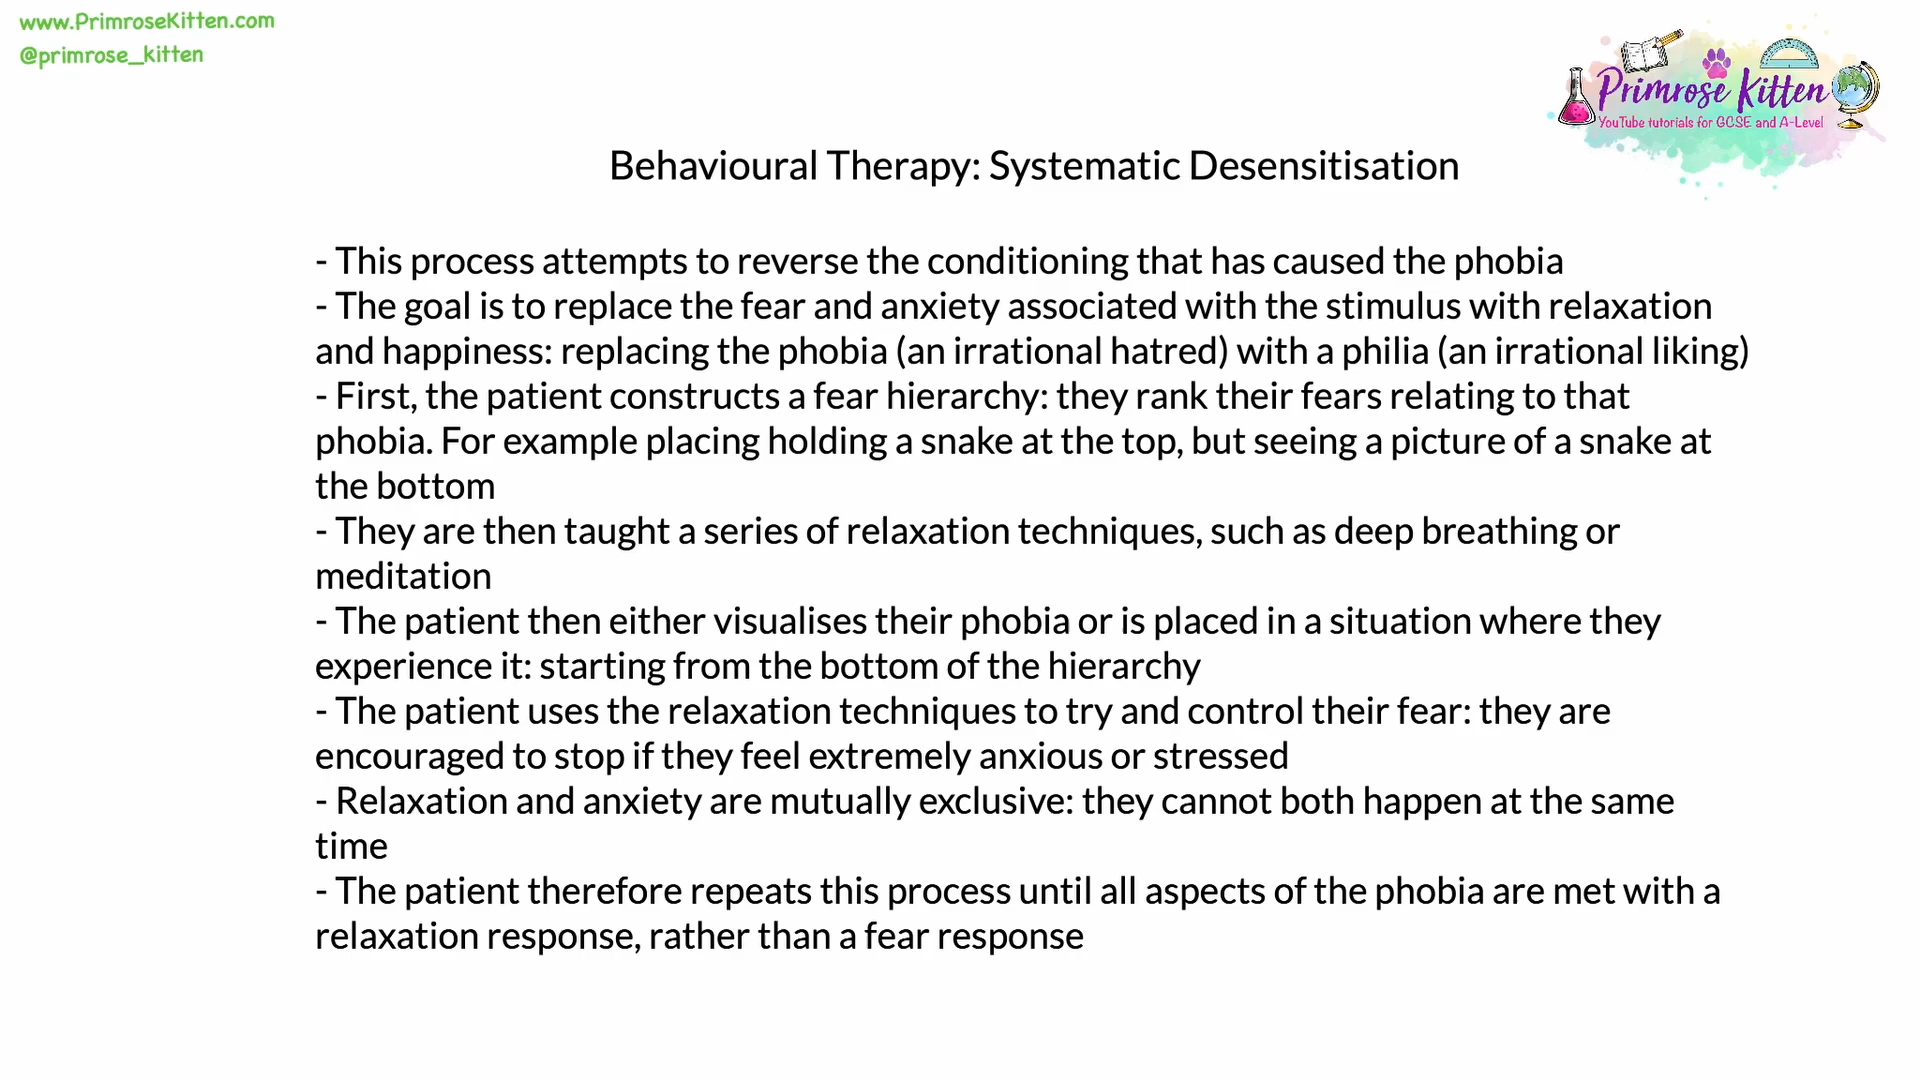 www.PrimroseKitten.com
@primrose_kitten
Primrose Kitten
YouTube tutorials for GCSE and A-Level
Behavioural Therapy: Systematic Desensitisation
- This process attempts to reverse the conditioning that has caused the phobia
- The goal is to replace the fear and anxiety associated with the stimulus with relaxation
and happiness: replacing the phobia (an irrational hatred) with a philia (an irrational liking)
- First, the patient constructs a fear hierarchy: they rank their fears relating to that
phobia. For example placing holding a snake at the top, but seeing a picture of a snake at
the bottom
- They are then taught a series of relaxation techniques, such as deep breathing or
meditation
- The patient then either visualises their phobia or is placed in a situation where they
experience it: starting from the bottom of the hierarchy
- The patient uses the relaxation techniques to try and control their fear: they are
encouraged to stop if they feel extremely anxious or stressed
- Relaxation and anxiety are mutually exclusive: they cannot both happen at the same
time
- The patient therefore repeats this process until all aspects of the phobia are met with a
relaxation response, rather than a fear response